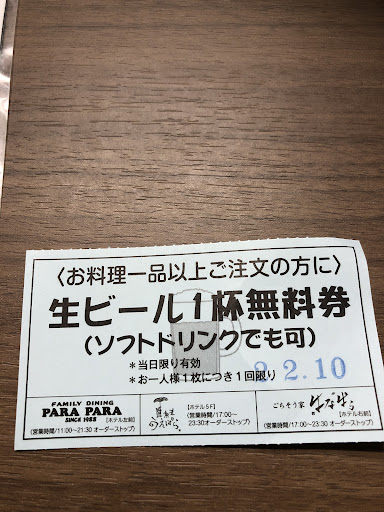 〈お料理一品以上ご注文の方に〉
生ビール1杯無料券
(ソフトドリンクでも可)
*当日限り有効
*お一人様1枚につき1回限り
2.2.10
FAMILY DINING
PARA PARA
SINCE 1988
【ホテル左前】
(営業時間/11:00〜21:30 オーダーストップ)
【ホテル5F】
(営業時間/17:00〜
23:30オーダーストップ)
ごちそう家
【ホテル右前】
(営業時間/17:00〜23:30 オーダーストップ)